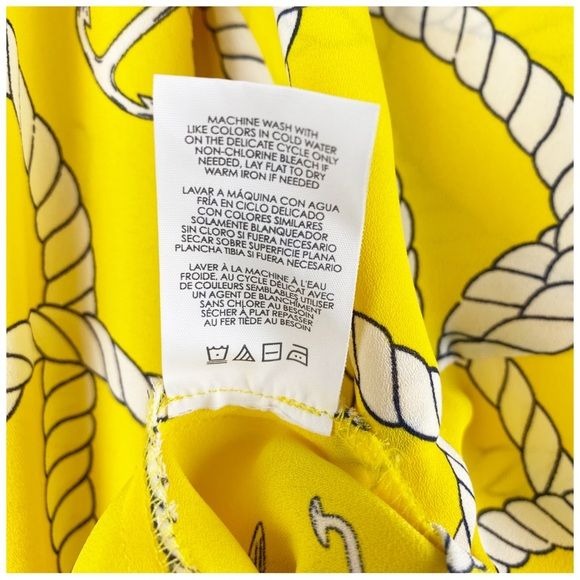 MACHINE WASH WITH
LIKE COLORS IN COLD WATER
ON THE DELICATE CYCLE ONLY
NON-CHLORINE BLEACH IF
NEEDED, LAY FLAT TO DRY
WARM IRON IF NEEDED
LAVAR A MÁQUINA CON AGUA
FRÍA EN CICLO DELICADO
CON COLORES SIMILARES
SOLAMENTE BLANQUEADOR
SIN CLORO SI FUERA NECESARIO
SECAR SOBRE SUPERFICIE PLANA
PLANCHA TIBIA SI FUERA NECESARIO
LAVER À LA MACHINE À L'EAU
FROIDE, AU CYCLE DÉLICAT AVEC
DE COULEURS SEMBLABLES UTILISER
UN AGENT DE BLANCHIMENT
SANS CHLORE AU BESOIN
SÉCHER À PLAT REPASSER
AU FER TIÈDE AU BESOIN